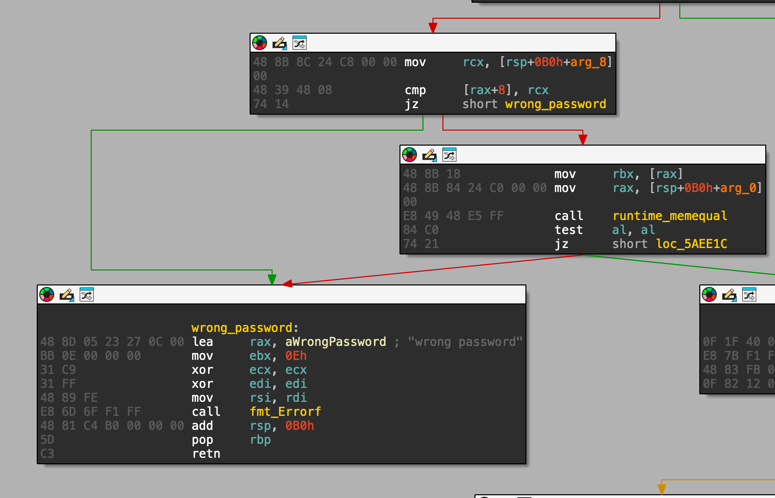 48 8B 8C 24 C8 00 00 mov rcx, [rsp+0B0h+arg_8]
00
48 39 48 08 cmp [rax+8], rcx
74 14 jz short wrong_password
48 8B 18 mov rbx, [rax]
48 8B 84 24 C0 00 00 mov rax, [rsp+0B0h+arg_0]
00
E8 49 48 E5 FF call runtime_memequal
84 C0 test al, al
74 21 jz short loc_5AEE1C
wrong_password:
48 8D 05 23 27 0C 00 lea rax, aWrongPassword ; "wrong password"
BB 0E 00 00 00 mov ebx, 0Eh
31 C9 xor ecx, ecx
31 FF xor edi, edi
48 89 FE mov rsi, rdi
E8 6D 6F F1 FF call fmt_Errorf
48 81 C4 B0 00 00 00 add rsp, 0B0h
5D pop rbp
C3 retn
0F 1F 40 0
E8 7B F1 F
48 83 FB 0
0F 82 12 0